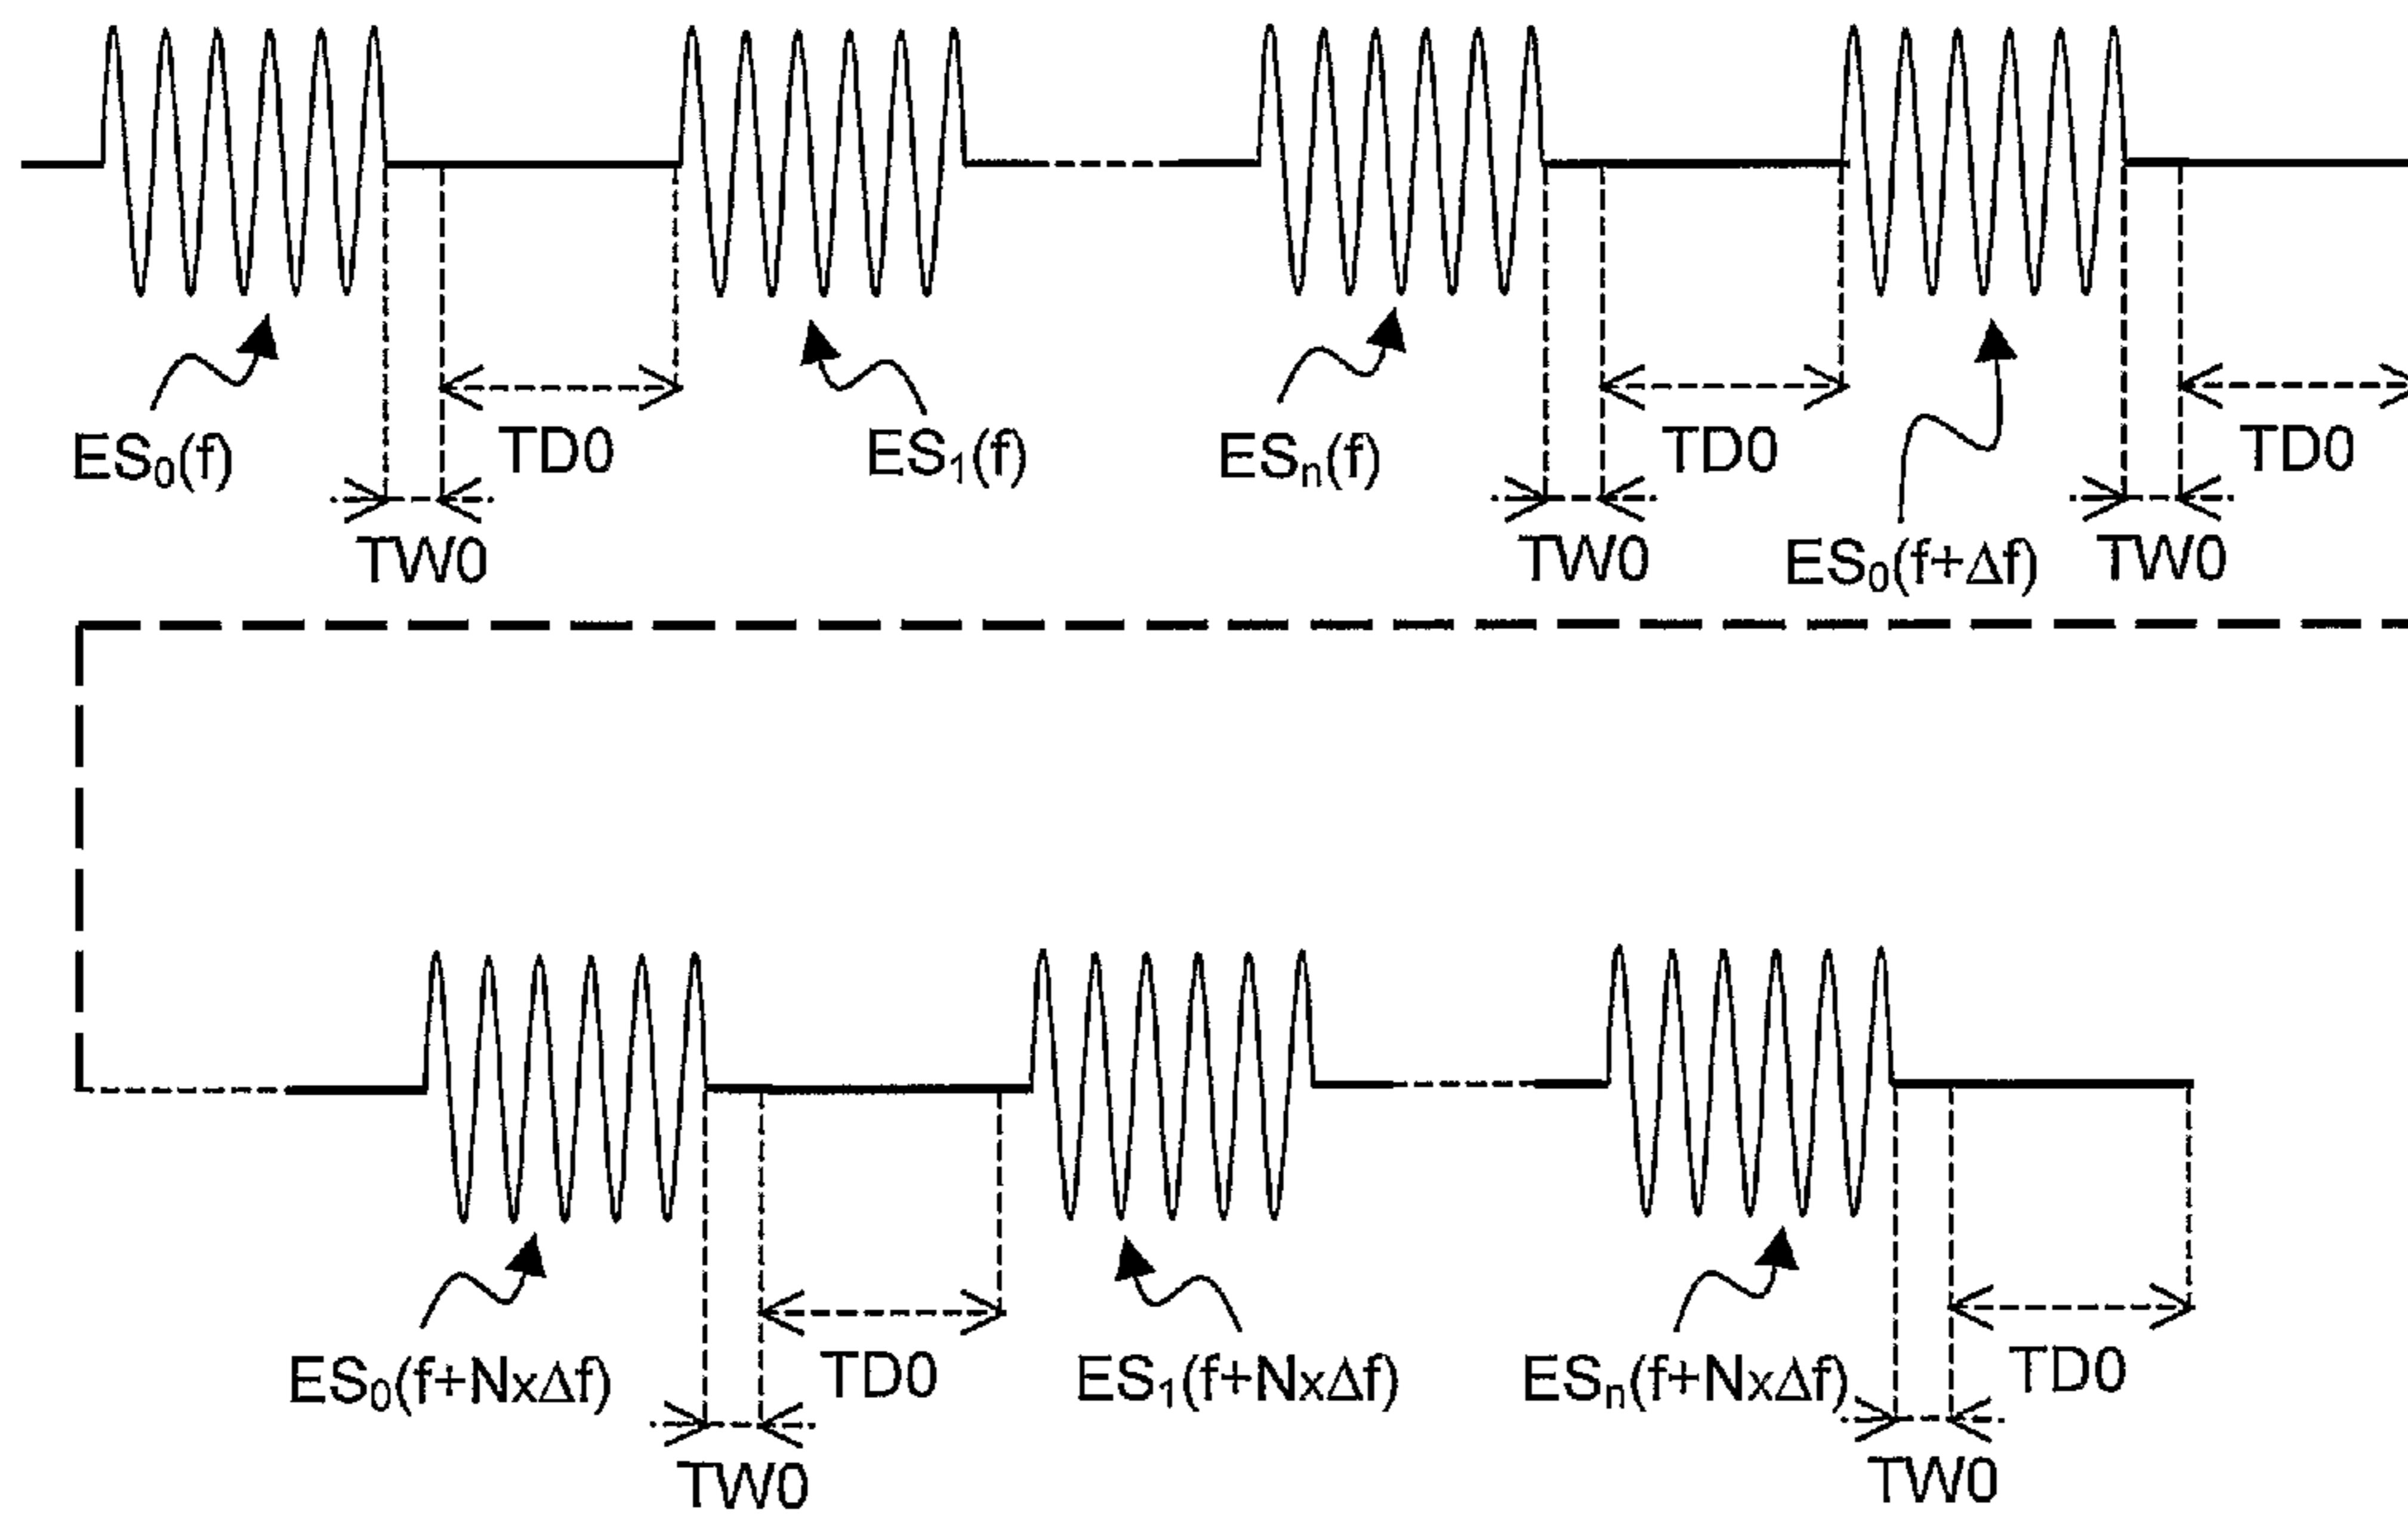 ES₀(f)
TD0
ES₁(f)
ESₙ(f)
TD0
TD0
TW0
TW0
ES₀(f+Δf)
TW0
ES₀(f+NxΔf)
TD0
ES₁(f+NxΔf)
ESₙ(f+NxΔf)
TD0
TW0
TW0